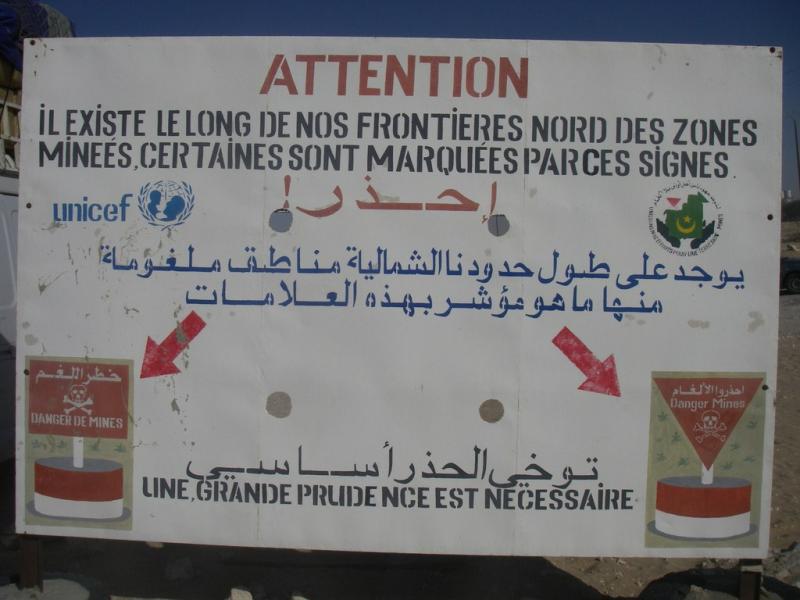 ATTENTION
IL EXISTE LE LONG DE NOS FRONTIERES NORD DES ZONES
MINEES, CERTAINES SONT MARQUÉES PAR CES SIGNES.
unicef
إحــذر!
يوجد على طول حدودنا الشمالية مناطق ملغومة
منها ما هو مؤشر بهذه العلامات
خطر اللغم
DANGER DE MINES
احذروا الألغام
Danger Mines
توخي الحذر أساسي
UNE, GRANDE PRUDENCE EST NECESSAIRE